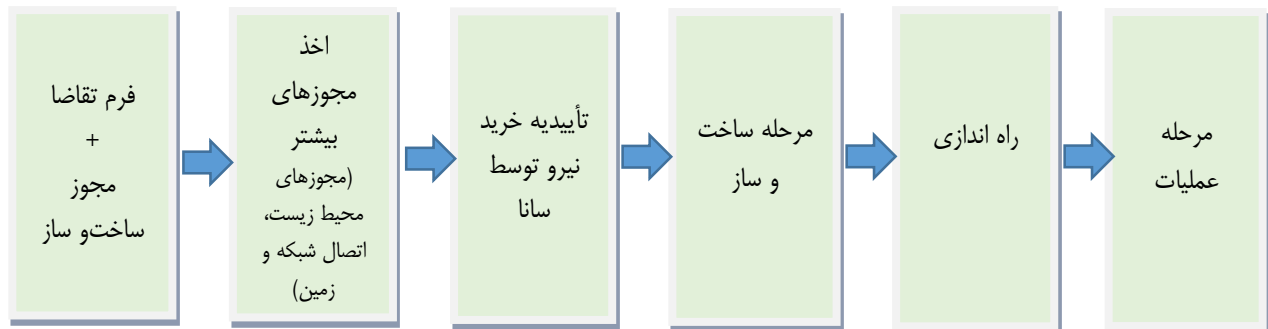 فرم تقاضا
+
مجوز
ساخت‌و ساز
اخذ
مجوزهای
بیشتر
(مجوزهای
محیط زیست،
اتصال شبکه و
زمین)
تأییدیه خرید
نیرو توسط
سانا
مرحله ساخت
و ساز
راه اندازی
مرحله
عملیات